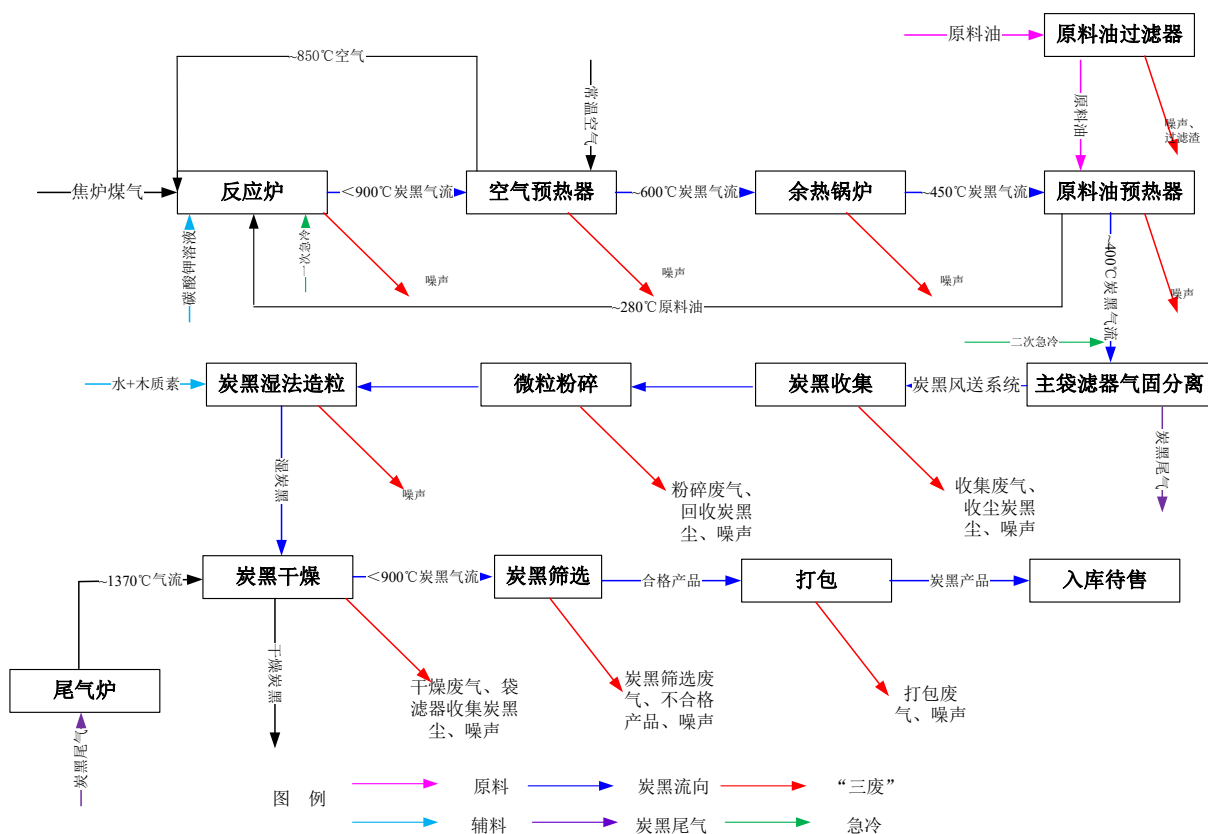 原料油
原料油过滤器
~850℃空气
常温空气
原料油
噪声、
过滤渣
焦炉煤气
反应炉
＜900℃炭黑气流
空气预热器
~600℃炭黑气流
余热锅炉
~450℃炭黑气流
原料油预热器
碳酸钾溶液
一次急冷
噪声
噪声
噪声
~400℃炭黑气流
噪声
~280℃原料油
二次急冷
水+木质素
炭黑湿法造粒
微粒粉碎
炭黑收集
炭黑风送系统
主袋滤器气固分离
湿炭黑
噪声
粉碎废气、
回收炭黑
尘、噪声
收集废气、
收尘炭黑
尘、噪声
炭黑尾气
~1370℃气流
炭黑干燥
＜900℃炭黑气流
炭黑筛选
合格产品
打包
炭黑产品
入库待售
尾气炉
干燥炭黑
干燥废气、袋
滤器收集炭黑
尘、噪声
炭黑筛选废
气、不合格
产品、噪声
打包废
气、噪声
炭黑尾气
图 例
原料
炭黑流向
“三废”
辅料
炭黑尾气
急冷